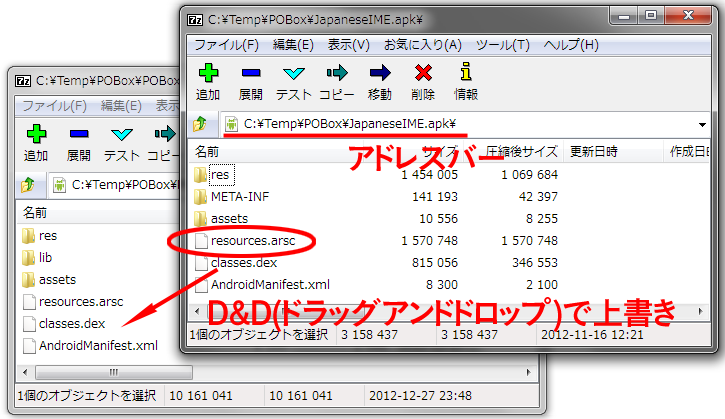 C:¥Temp¥POBox¥JapaneseIME.apk¥
ファイル(F) 編集(E) 表示(V) お気に入り(A) ツール(T) ヘルプ(H)
追加 展開 テスト コピー 移動 削除 情報
C:¥Temp¥POBox¥JapaneseIME.apk¥
アドレスバー
名前 サイズ 圧縮後サイズ 更新日時 作成日
res 1 454 005 1 069 684
META-INF 141 193 42 397
assets 10 556 8 255
resources.arsc 1 570 748 1 570 748
classes.dex 815 056 346 553
AndroidManifest.xml 8 300 2 100
D&D(ドラッグアンドドロップ)で上書き
1個のオブジェクトを選択 3 158 437 3 158 437 2012-11-16 12:21
C:¥Temp¥POBox¥POBo
ファイル(F) 編集(E) 表示
追加 展開 テスト コピー
C:¥Temp¥POBox¥
名前
res
lib
assets
resources.arsc
classes.dex
AndroidManifest.xml
1個のオブジェクトを選択 10 161 041 10 161 041 2012-12-27 23:48